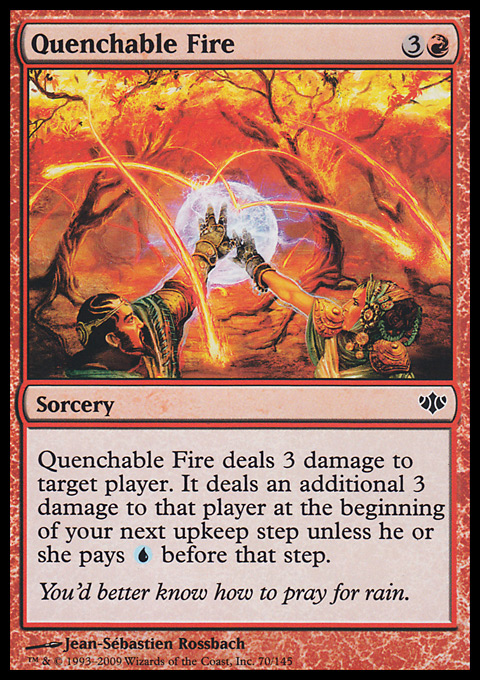 Quenchable Fire 3
Sorcery
Quenchable Fire deals 3 damage to
target player. It deals an additional 3
damage to that player at the beginning
of your next upkeep step unless he or
she pays before that step.
You'd better know how to pray for rain.
Jean-Sébastien Rossbach
™ & © 1993–2009 Wizards of the Coast, Inc. 70/145